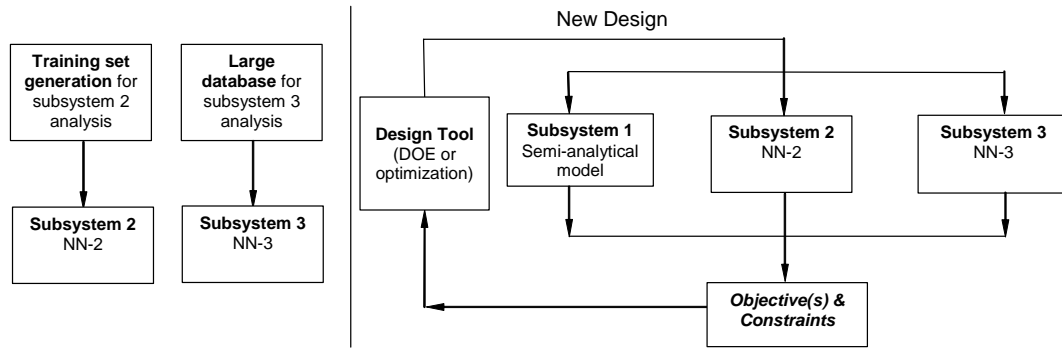 New Design
Training set
generation for
subsystem 2
analysis
Large
database for
subsystem 3
analysis
Subsystem 2
NN-2
Subsystem 3
NN-3
Design Tool
(DOE or
optimization)
Subsystem 1
Semi-analytical
model
Subsystem 2
NN-2
Subsystem 3
NN-3
Objective(s) &
Constraints